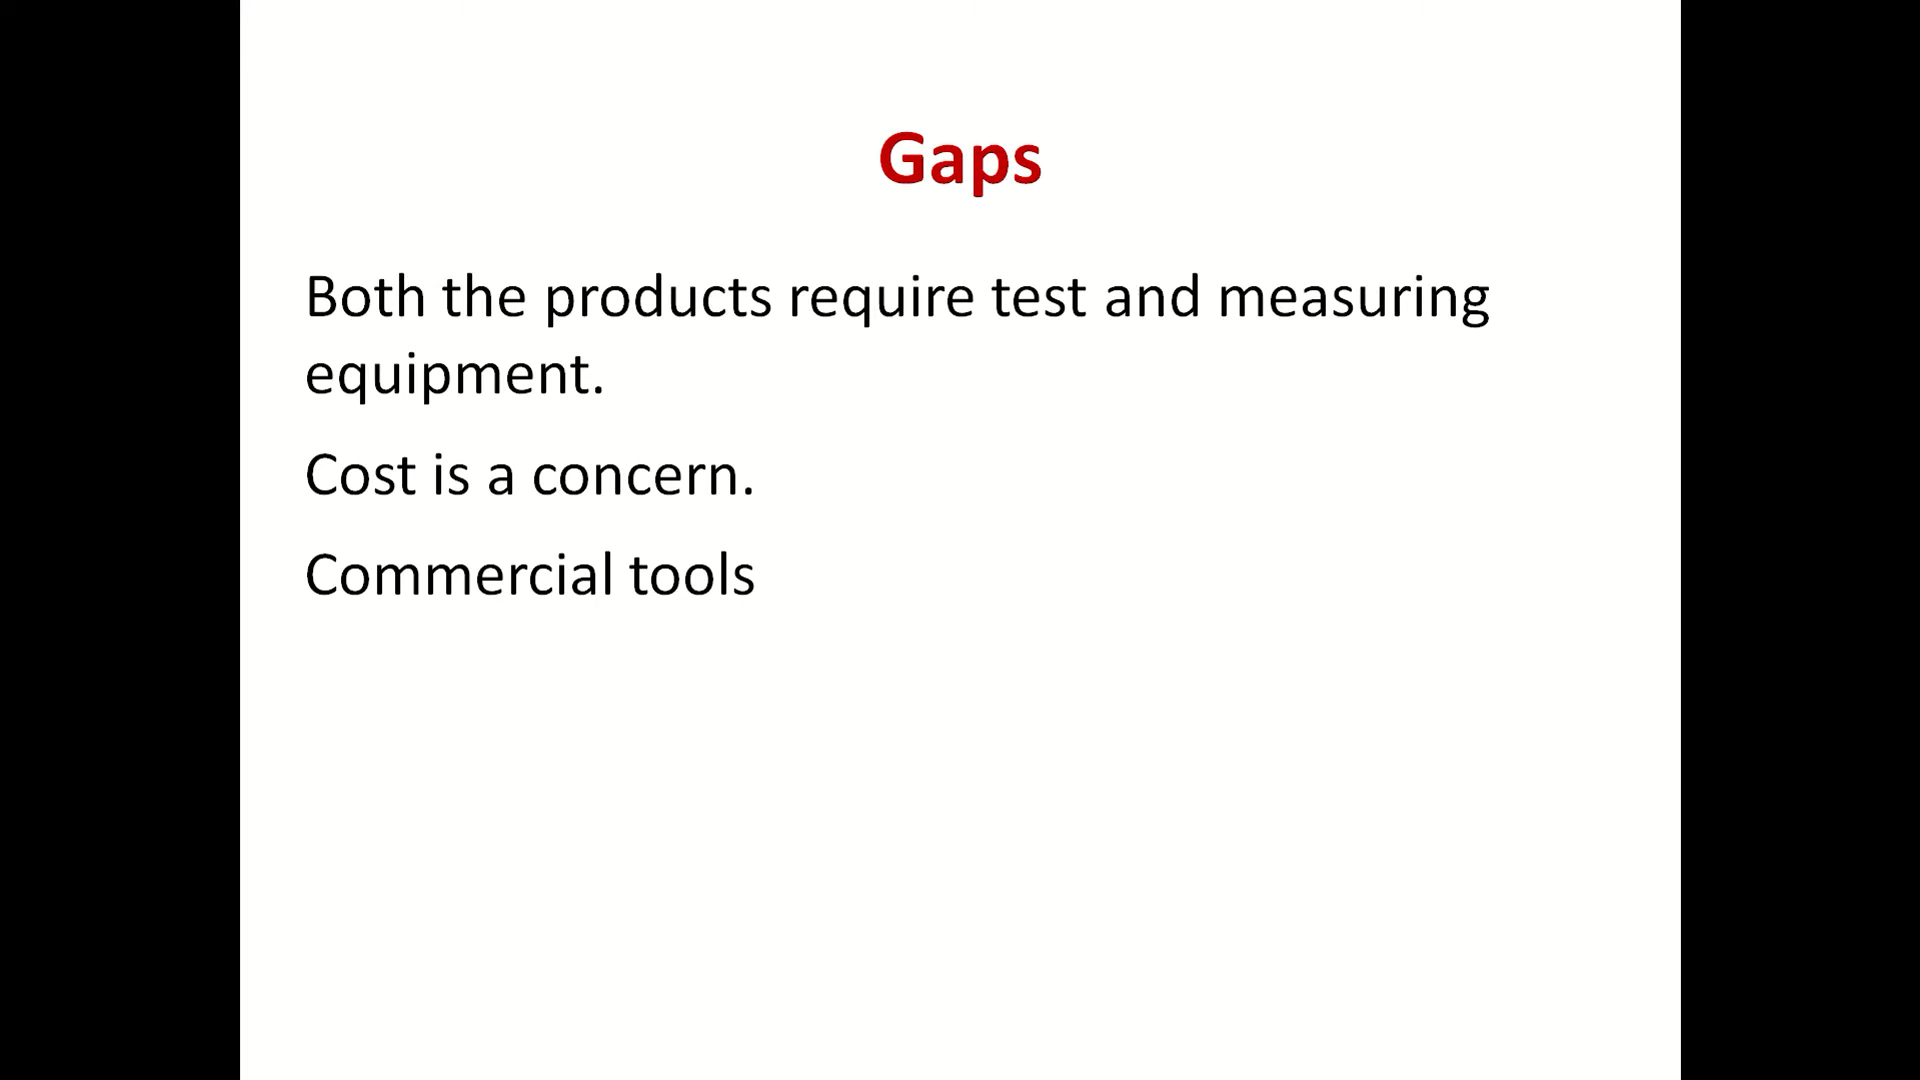 Gaps
Both the products require test and measuring
equipment.
Cost is a concern.
Commercial tools